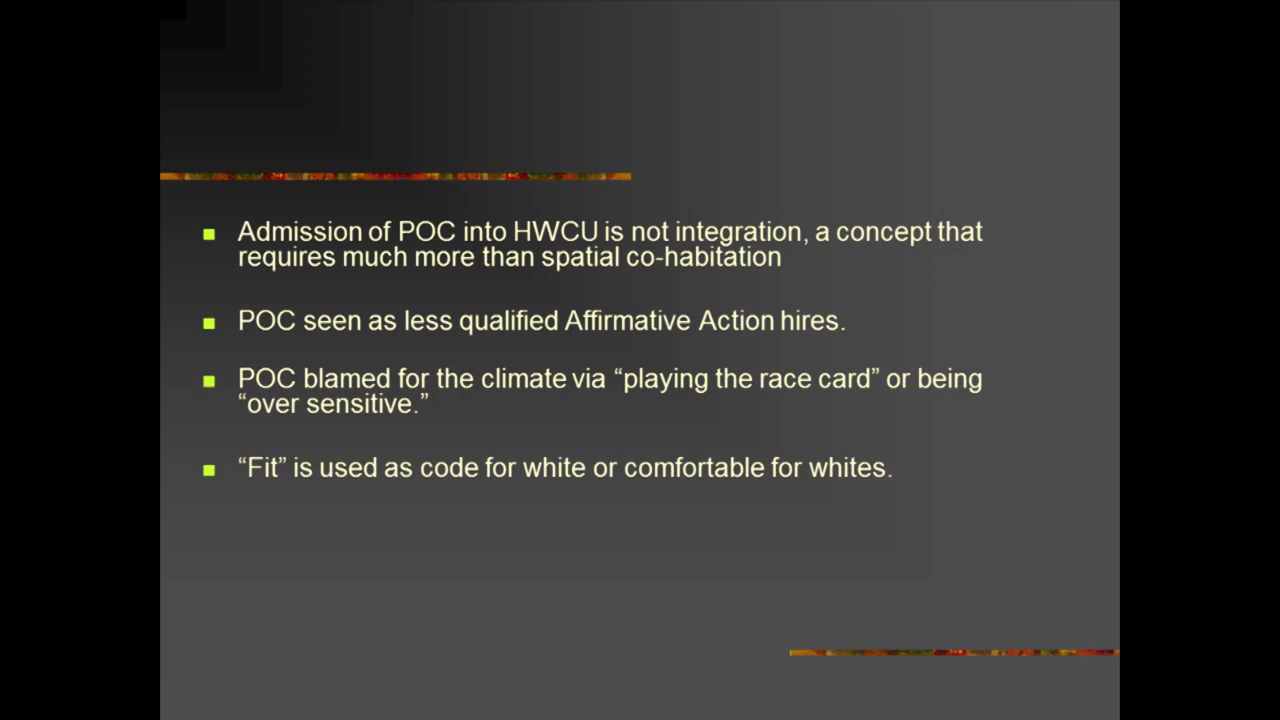 Admission of POC into HWCU is not integration, a concept that
requires much more than spatial co-habitation
POC seen as less qualified Affirmative Action hires.
POC blamed for the climate via “playing the race card” or being
“over sensitive.”
“Fit” is used as code for white or comfortable for whites.